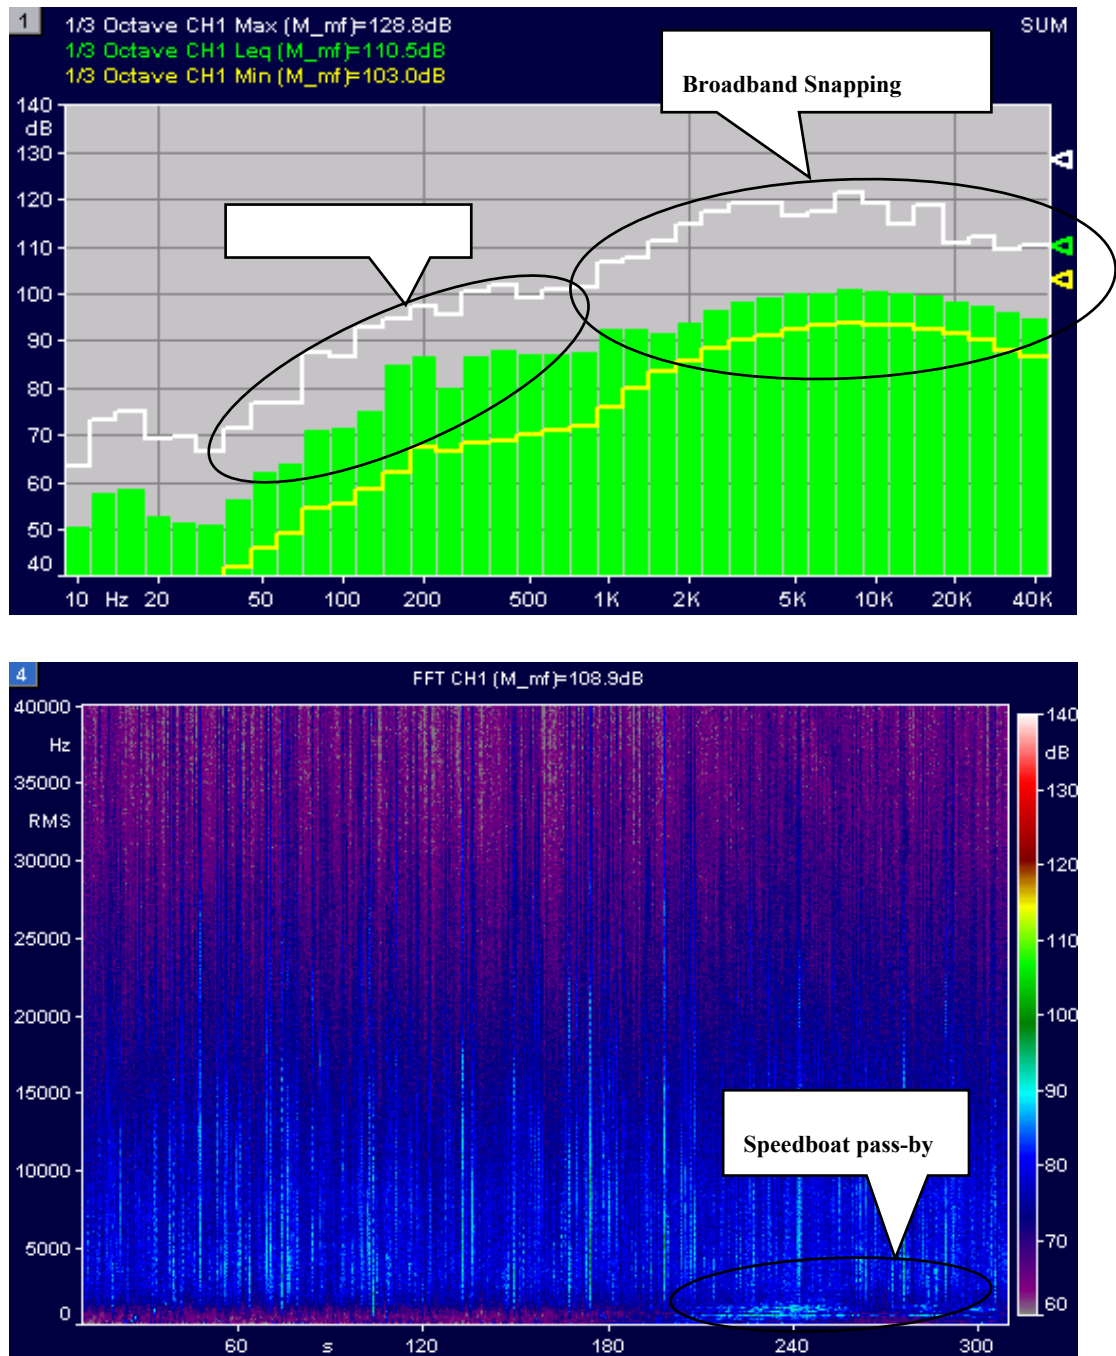 1
1/3 Octave CH1 Max (M_mf)=128.8dB
SUM
1/3 Octave CH1 Leq (M_mf)=110.5dB
1/3 Octave CH1 Min (M_mf)=103.0dB
Broadband Snapping
140
dB
130
120
110
100
90
80
70
60
50
40
10 Hz 20 50 100 200 500 1K 2K 5K 10K 20K 40K
4
FFT CH1 (M_mf)=108.9dB
40000
Hz
35000
RMS
30000
25000
20000
15000
10000
5000
0
60 s 120 180 240 300
Speedboat pass-by
140
dB
130
120
110
100
90
80
70
60